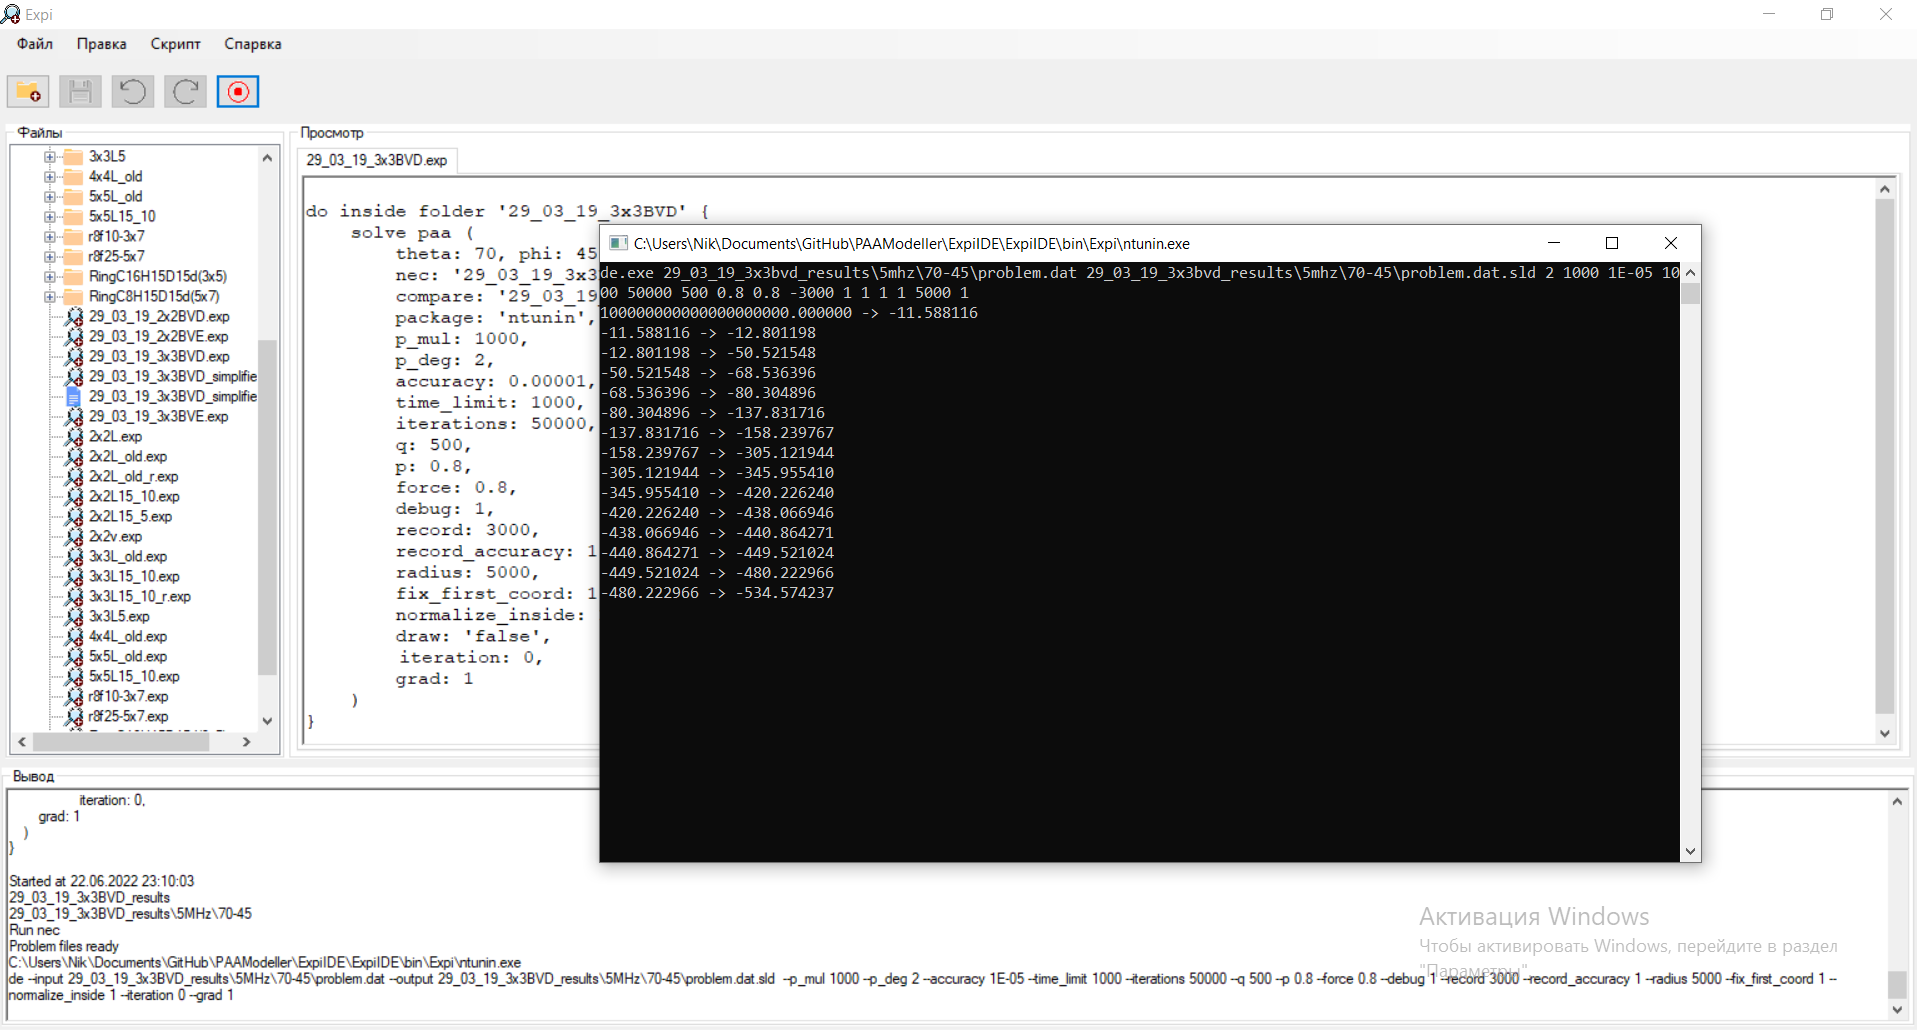 Expi
Файл Правка Скрипт Спарвка
Файлы
3x3L5
4x4L_old
5x5L_old
5x5L15_10
r8f10-3x7
r8f25-5x7
RingC16H15D15d(3x5)
RingC8H15D15d(5x7)
29_03_19_2x2BVD.exp
29_03_19_2x2BVE.exp
29_03_19_3x3BVD.exp
29_03_19_3x3BVD_simplifie
29_03_19_3x3BVD_simplifie
29_03_19_3x3BVE.exp
2x2L.exp
2x2L_old.exp
2x2L_old_r.exp
2x2L15_10.exp
2x2L15_5.exp
2x2v.exp
3x3L_old.exp
3x3L15_10.exp
3x3L15_10_r.exp
3x3L5.exp
4x4L_old.exp
5x5L_old.exp
5x5L15_10.exp
r8f10-3x7.exp
r8f25-5x7.exp
Просмотр
29_03_19_3x3BVD.exp
do inside folder '29_03_19_3x3BVD' {
solve paa (
theta: 70, phi: 45
nec: '29_03_19_3x3
compare: '29_03_19
package: 'ntunin',
p_mul: 1000,
p_deg: 2,
accuracy: 0.00001,
time_limit: 1000,
iterations: 50000,
q: 500,
p: 0.8,
force: 0.8,
debug: 1,
record: 3000,
record_accuracy: 1
radius: 5000,
fix_first_coord: 1
normalize_inside:
draw: 'false',
iteration: 0,
grad: 1
)
}
C:\Users\Nik\Documents\GitHub\PAAModeller\ExpiIDE\ExpiIDE\bin\Expi\ntunin.exe
de.exe 29_03_19_3x3bvd_results\5mhz\70-45\problem.dat 29_03_19_3x3bvd_results\5mhz\70-45\problem.dat.sld 2 1000 1E-05 10
00 50000 500 0.8 0.8 -3000 1 1 1 1 5000 1
100000000000000000000.000000 -> -11.588116
-11.588116 -> -12.801198
-12.801198 -> -50.521548
-50.521548 -> -68.536396
-68.536396 -> -80.304896
-80.304896 -> -137.831716
-137.831716 -> -158.239767
-158.239767 -> -305.121944
-305.121944 -> -345.955410
-345.955410 -> -420.226240
-420.226240 -> -438.066946
-438.066946 -> -440.864271
-440.864271 -> -449.521024
-449.521024 -> -480.222966
-480.222966 -> -534.574237
Вывод
iteration: 0,
grad: 1
)
}
Started at 22.06.2022 23:10:03
29_03_19_3x3BVD_results
29_03_19_3x3BVD_results\5MHz\70-45
Run nec
Problem files ready
C:\Users\Nik\Documents\GitHub\PAAModeller\ExpiIDE\ExpiIDE\bin\Expi\ntunin.exe
de --input 29_03_19_3x3BVD_results\5MHz\70-45\problem.dat --output 29_03_19_3x3BVD_results\5MHz\70-45\problem.dat.sld --p_mul 1000 --p_deg 2 --accuracy 1E-05 --time_limit 1000 --iterations 50000 --q 500 --p 0.8 --force 0.8 --debug 1 --record 3000 --record_accuracy 1 --radius 5000 --fix_first_coord 1 --
normalize_inside 1 --iteration 0 --grad 1
Активация Windows
Чтобы активировать Windows, перейдите в раздел
"Параметры".